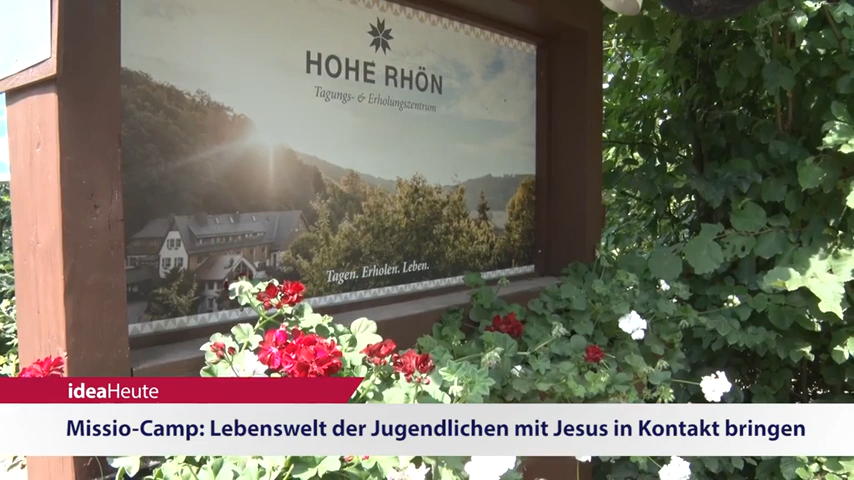 HOHE RHÖN
Tagungs- & Erholungszentrum
Tagen. Erholen. Leben.
ideaHeute
Missio-Camp: Lebenswelt der Jugendlichen mit Jesus in Kontakt bringen